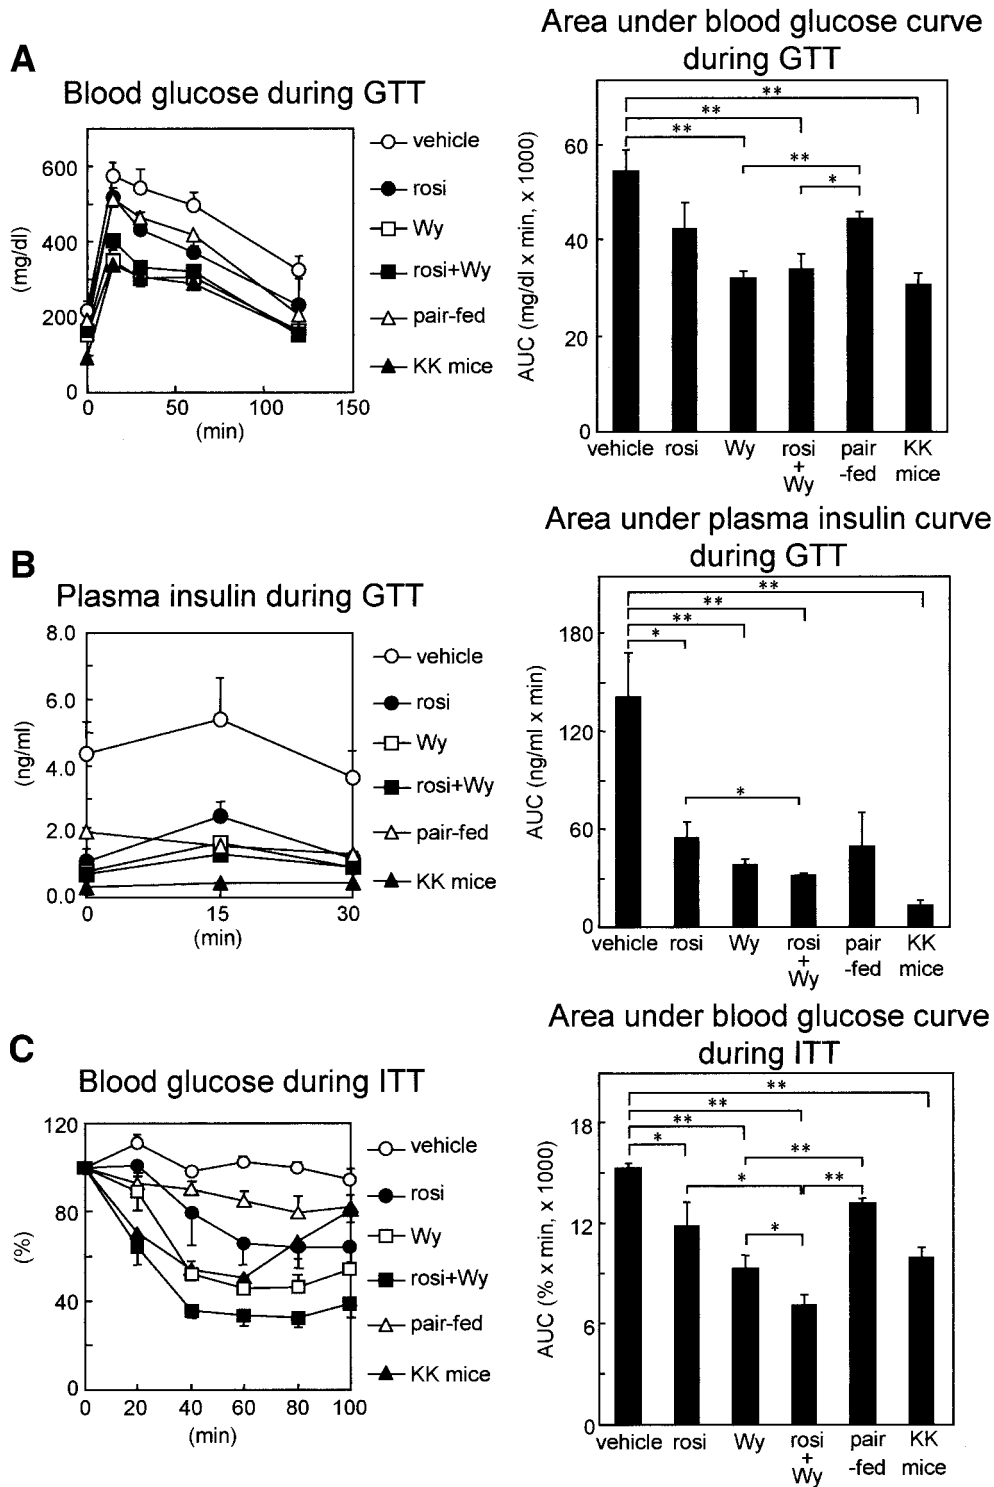 A
Blood glucose during GTT
600
400
200
0
(mg/dl)
0 50 100 150
(min)
vehicle
rosi
Wy
rosi+Wy
pair-fed
KK mice
Area under blood glucose curve
during GTT
AUC (mg/dl x min, x 1000)
60
40
20
0
**
**
**
**
*
vehicle rosi Wy rosi + Wy pair -fed KK mice
B
Plasma insulin during GTT
8.0
6.0
4.0
2.0
0.0
(ng/ml)
0 15 30
(min)
vehicle
rosi
Wy
rosi+Wy
pair-fed
KK mice
Area under plasma insulin curve
during GTT
AUC (ng/ml x min)
180
120
60
0
**
**
**
*
*
vehicle rosi Wy rosi + Wy pair -fed KK mice
C
Blood glucose during ITT
120
80
40
0
(%)
0 20 40 60 80 100
(min)
vehicle
rosi
Wy
rosi+Wy
pair-fed
KK mice
Area under blood glucose curve
during ITT
AUC (% x min, x 1000)
18
12
6
0
**
**
**
*
**
* **
*
vehicle rosi Wy rosi + Wy pair -fed KK mice